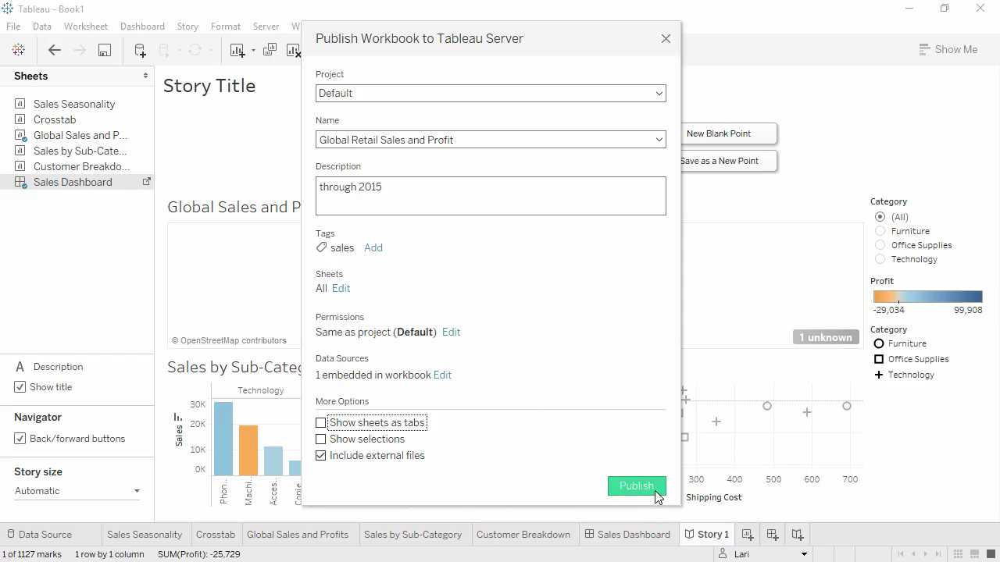 Tableau - Book1
File Data Worksheet Dashboard Story Format Server W
Show Me
Sheets
Sales Seasonality
Crosstab
Global Sales and P...
Sales by Sub-Cate...
Customer Breakdo...
Sales Dashboard
Description
Show title
Navigator
Back/forward buttons
Story size
Automatic
Story Title
Global Sales and P
© OpenStreetMap contributors
Sales by Sub-Categ
Technology
Sales
30K
20K
10K
0K
Phon..
Machi..
Acces..
Copie..
Publish Workbook to Tableau Server
Project
Default
Name
Global Retail Sales and Profit
Description
through 2015
Tags
sales Add
Sheets
All Edit
Permissions
Same as project (Default) Edit
Data Sources
1 embedded in workbook Edit
More Options
Show sheets as tabs
Show selections
Include external files
Publish
New Blank Point
Save as a New Point
1 unknown
300 400 500 600 700
Shipping Cost
Category
(All)
Furniture
Office Supplies
Technology
Profit
-29,034 99,908
Category
Furniture
Office Supplies
Technology
Data Source Sales Seasonality Crosstab Global Sales and Profits Sales by Sub-Category Customer Breakdown Sales Dashboard Story 1
1 of 1127 marks 1 row by 1 column SUM(Profit): -25,729 Lari